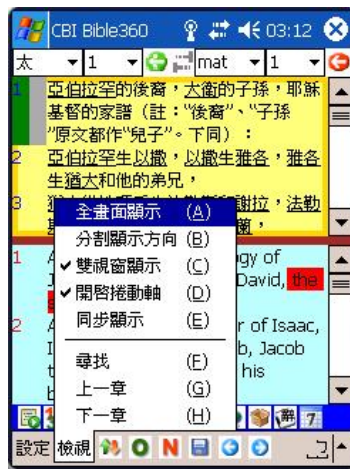 CBI Bible360 03:12
太 1 mat 1
1 亞伯拉罕的後裔，大衛的子孫，耶穌
基督的家譜（註："後裔"、"子孫
"原文都作"兒子"。下同）：
2 亞伯拉罕生以撒，以撒生雅各，雅各
生猶大和他的弟兄，
3 謝拉，法勒
蘭，
全畫面顯示 (A)
分割顯示方向 (B)
雙視窗顯示 (C)
開啓捲動軸 (D)
同步顯示 (E)
尋找 (F)
上一章 (G)
下一章 (H)
1 gy of
David, the
2 r of Isaac,
b, Jacob
his
設定 檢視